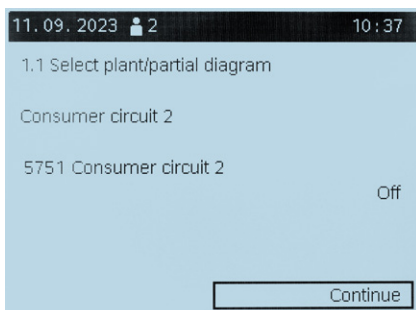 11.09.2023 2 10:37
1.1 Select plant/partial diagram
Consumer circuit 2
5751 Consumer circuit 2
Off
Continue